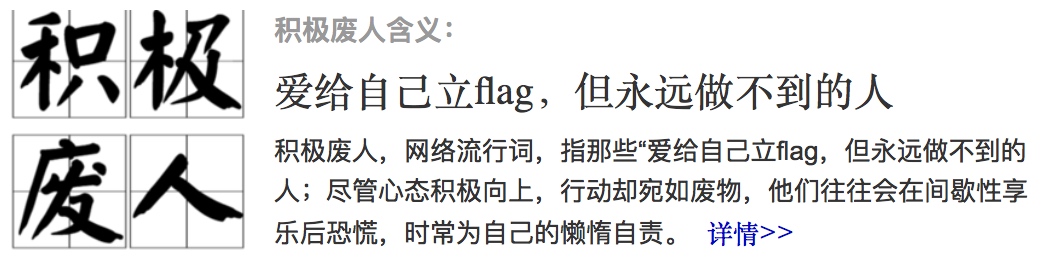 积极
废人
积极废人含义：
爱给自己立flag，但永远做不到的人
积极废人，网络流行词，指那些“爱给自己立flag，但永远做不到的
人；尽管心态积极向上，行动却宛如废物，他们往往会在间歇性享
乐后恐慌，时常为自己的懒惰自责。 详情>>